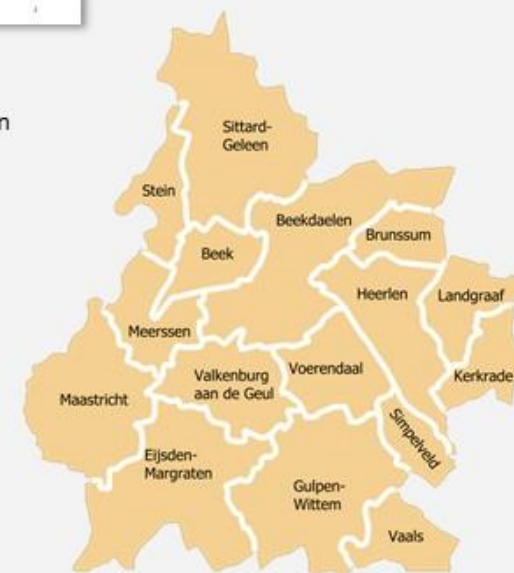 n
Sittard-
Geleen
Stein
Beekdaelen
Brunssum
Beek
Heerlen
Landgraaf
Meerssen
Voerendaal
Valkenburg
aan de Geul
Kerkrade
Maastricht
Simpelveld
Eijsden-
Margraten
Gulpen-
Wittem
Vaals